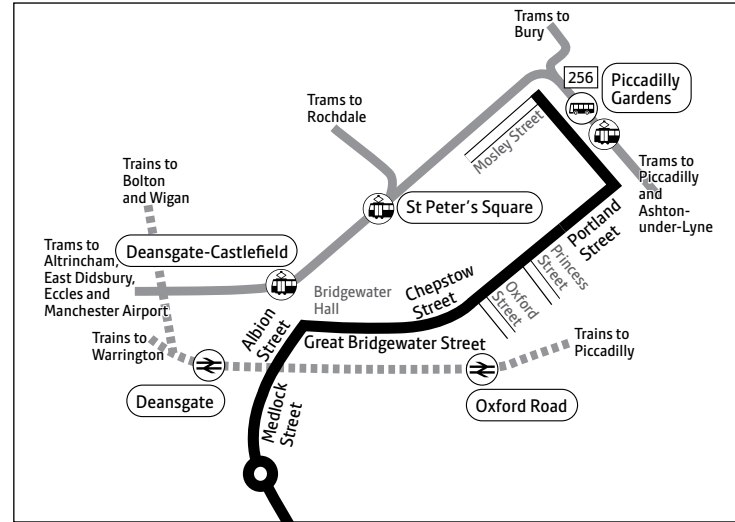 Trams to
Bury
256
Piccadilly
Gardens
Trams to
Rochdale
Mosley Street
Trains to
Bolton
and Wigan
Trams to
Piccadilly
and
Ashton-
under-Lyne
St Peter's Square
Deansgate-Castlefield
Portland
Street
Princess
Street
Trams to
Altrincham,
East Didsbury,
Eccles and
Manchester Airport
Chepstow
Street
Oxford
Street
Bridgewater
Hall
Albion
Street
Great Bridgewater Street
Trains to
Warrington
Trains to
Piccadilly
Deansgate
Oxford Road
Medlock
Street